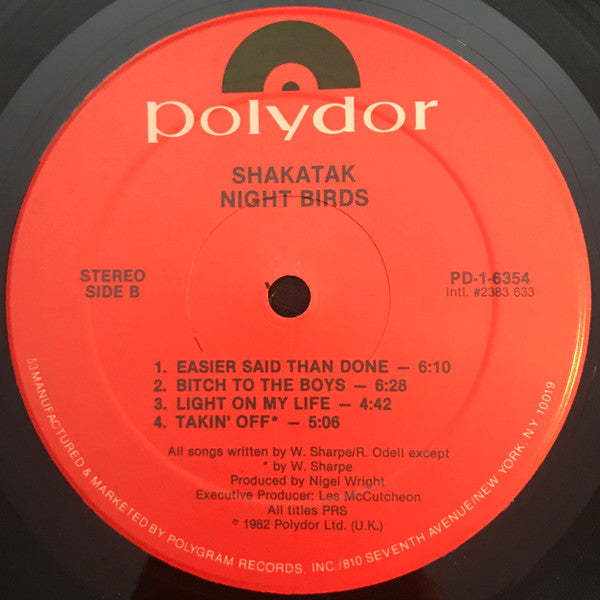 polydor
SHAKATAK
NIGHT BIRDS
STEREO
SIDE B
PD-1-6354
Intl. #2383 633
1. EASIER SAID THAN DONE — 6:10
2. BITCH TO THE BOYS — 6:28
3. LIGHT ON MY LIFE — 4:42
4. TAKIN' OFF* — 5:06
All songs written by W. Sharpe/R. Odell except
* by W. Sharpe
Produced by Nigel Wright
Executive Producer: Les McCutcheon
All titles PRS
℗ 1982 Polydor Ltd. (U.K.)
53 MANUFACTURED & MARKETED BY POLYGRAM RECORDS, INC./810 SEVENTH AVENUE/NEW YORK, NY 10019